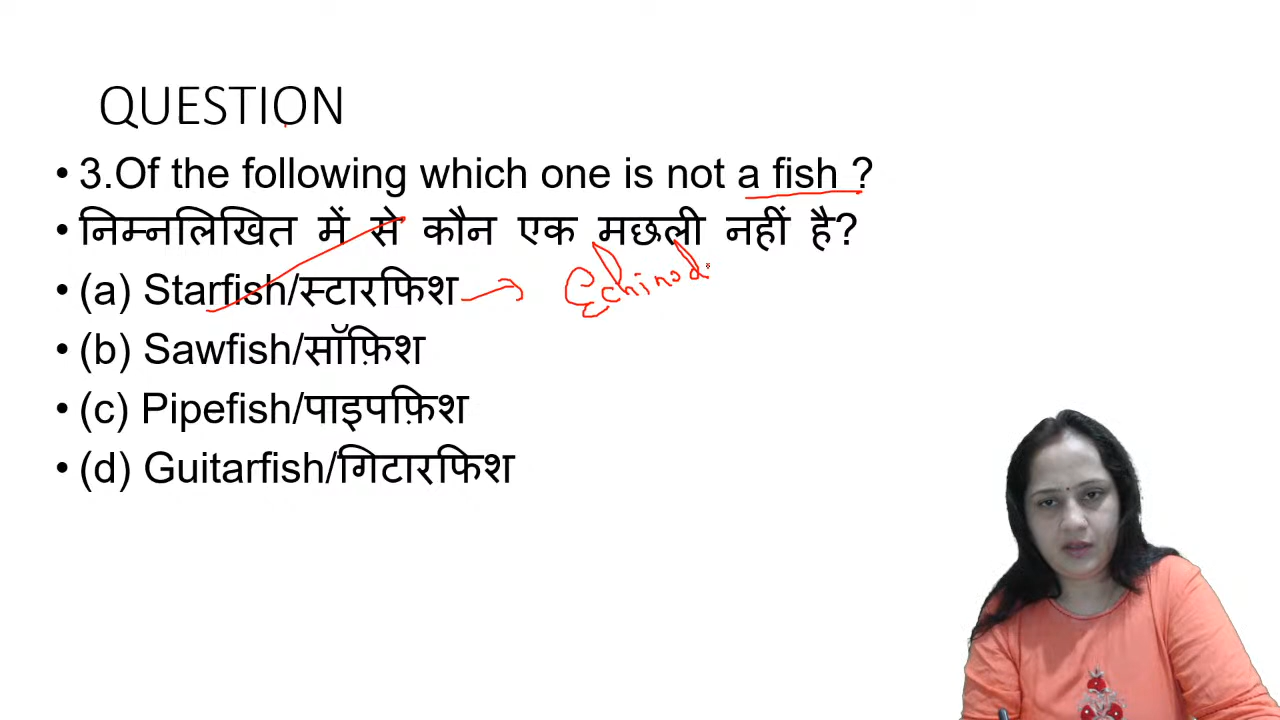 QUESTION
• 3.Of the following which one is not a fish ?
• निम्नलिखित में से कौन एक मछली नहीं है?
• (a) Starfish/स्टारफिश → Echinod
• (b) Sawfish/सॉफ़िश
• (c) Pipefish/पाइपफ़िश
• (d) Guitarfish/गिटारफिश